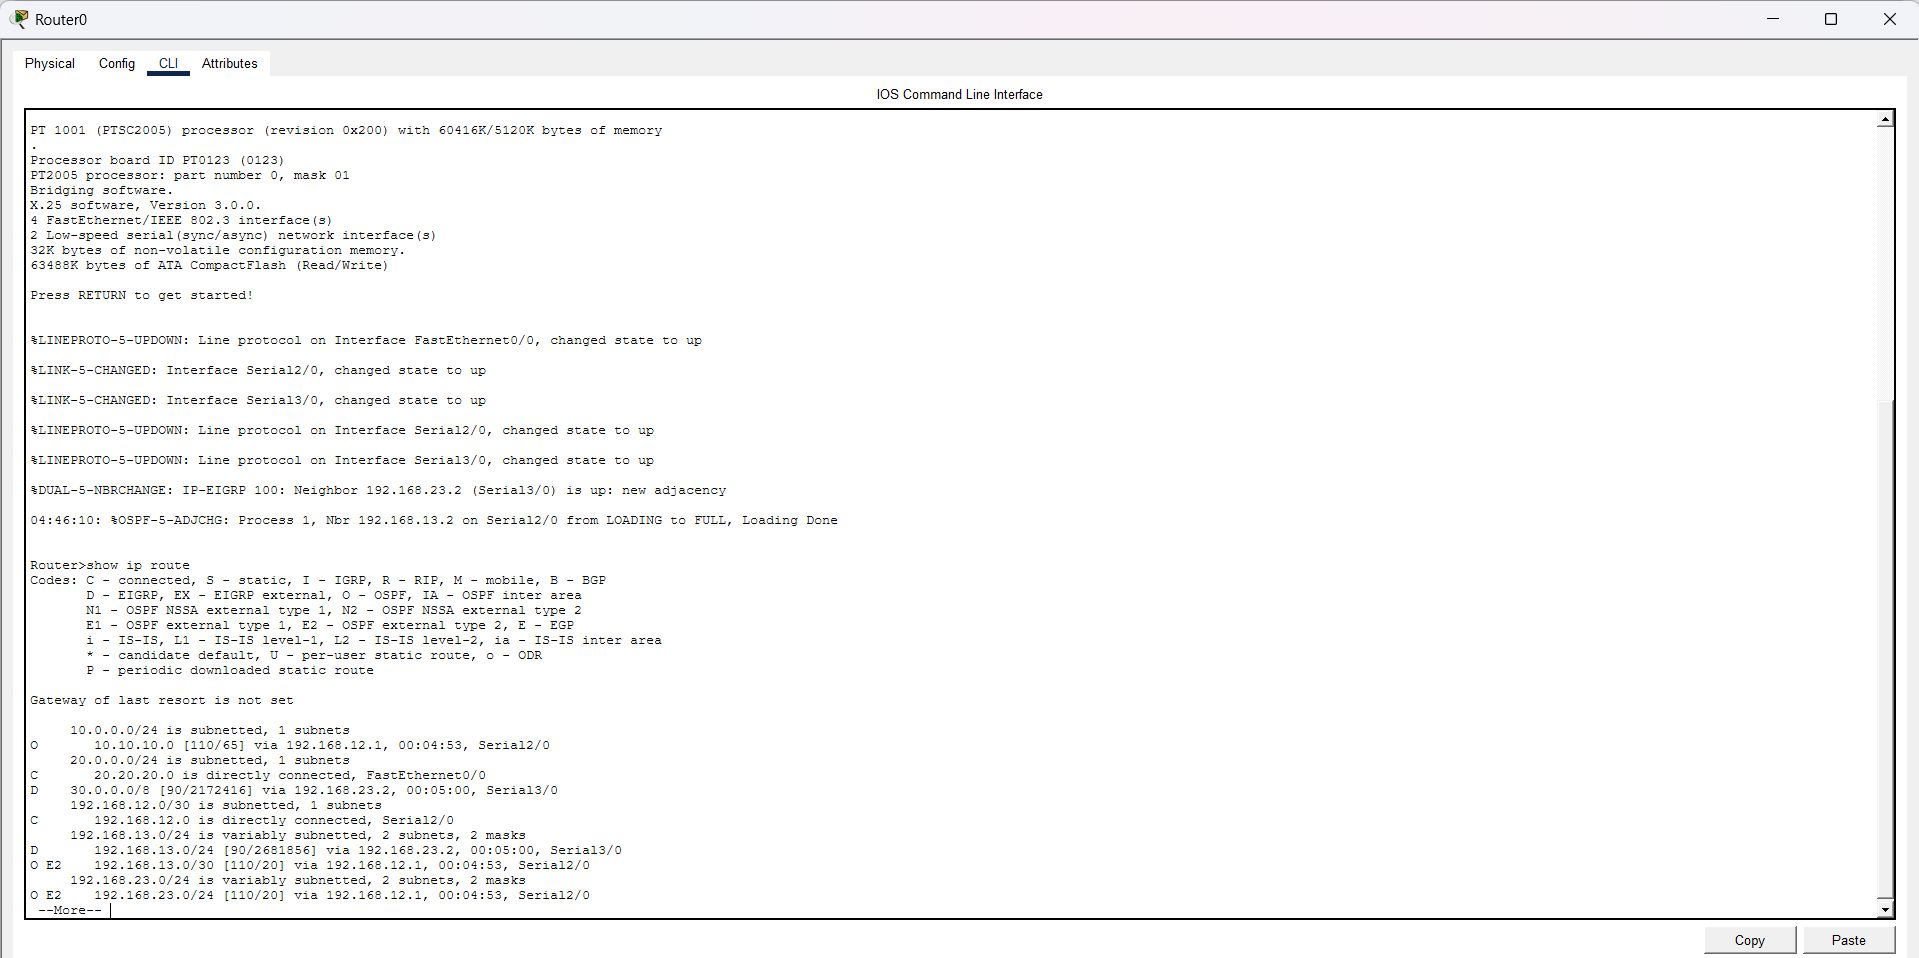 Router0
Physical Config CLI Attributes
IOS Command Line Interface
PT 1001 (PTSC2005) processor (revision 0x200) with 60416K/5120K bytes of memory
.
Processor board ID PT0123 (0123)
PT2005 processor: part number 0, mask 01
Bridging software.
X.25 software, Version 3.0.0.
4 FastEthernet/IEEE 802.3 interface(s)
2 Low-speed serial(sync/async) network interface(s)
32K bytes of non-volatile configuration memory.
63488K bytes of ATA CompactFlash (Read/Write)
Press RETURN to get started!
%LINEPROTO-5-UPDOWN: Line protocol on Interface FastEthernet0/0, changed state to up
%LINK-5-CHANGED: Interface Serial2/0, changed state to up
%LINK-5-CHANGED: Interface Serial3/0, changed state to up
%LINEPROTO-5-UPDOWN: Line protocol on Interface Serial2/0, changed state to up
%LINEPROTO-5-UPDOWN: Line protocol on Interface Serial3/0, changed state to up
%DUAL-5-NBRCHANGE: IP-EIGRP 100: Neighbor 192.168.23.2 (Serial3/0) is up: new adjacency
04:46:10: %OSPF-5-ADJCHG: Process 1, Nbr 192.168.13.2 on Serial2/0 from LOADING to FULL, Loading Done
Router>show ip route
Codes: C - connected, S - static, I - IGRP, R - RIP, M - mobile, B - BGP
D - EIGRP, EX - EIGRP external, O - OSPF, IA - OSPF inter area
N1 - OSPF NSSA external type 1, N2 - OSPF NSSA external type 2
E1 - OSPF external type 1, E2 - OSPF external type 2, E - EGP
i - IS-IS, L1 - IS-IS level-1, L2 - IS-IS level-2, ia - IS-IS inter area
* - candidate default, U - per-user static route, o - ODR
P - periodic downloaded static route
Gateway of last resort is not set
10.0.0.0/24 is subnetted, 1 subnets
O 10.10.10.0 [110/65] via 192.168.12.1, 00:04:53, Serial2/0
20.0.0.0/24 is subnetted, 1 subnets
C 20.20.20.0 is directly connected, FastEthernet0/0
D 30.0.0.0/8 [90/2172416] via 192.168.23.2, 00:05:00, Serial3/0
192.168.12.0/30 is subnetted, 1 subnets
C 192.168.12.0 is directly connected, Serial2/0
192.168.13.0/24 is variably subnetted, 2 subnets, 2 masks
D 192.168.13.0/24 [90/2681856] via 192.168.23.2, 00:05:00, Serial3/0
O E2 192.168.13.0/30 [110/20] via 192.168.12.1, 00:04:53, Serial2/0
192.168.23.0/24 is variably subnetted, 2 subnets, 2 masks
O E2 192.168.23.0/24 [110/20] via 192.168.12.1, 00:04:53, Serial2/0
--More--
Copy Paste